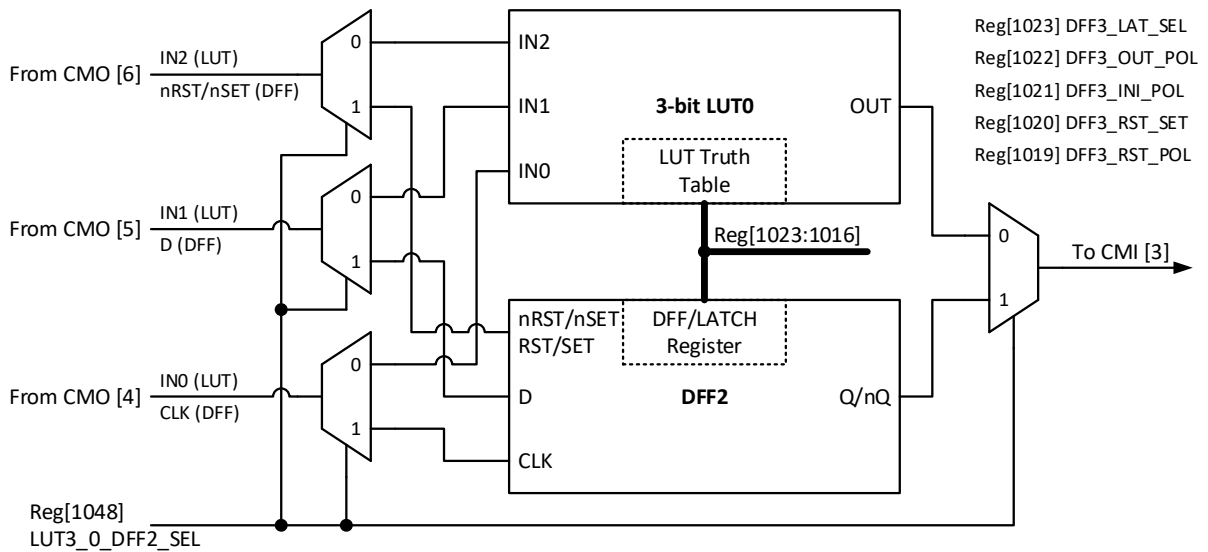 From CMO [6]
IN2 (LUT)
nRST/nSET (DFF)
0
1
IN2
IN1
IN0
3-bit LUT0
OUT
LUT Truth
Table
Reg[1023] DFF3_LAT_SEL
Reg[1022] DFF3_OUT_POL
Reg[1021] DFF3_INI_POL
Reg[1020] DFF3_RST_SET
Reg[1019] DFF3_RST_POL
From CMO [5]
IN1 (LUT)
D (DFF)
0
1
Reg[1023:1016]
0
1
To CMI [3]
nRST/nSET
RST/SET
DFF/LATCH
Register
D
DFF2
Q/nQ
CLK
From CMO [4]
IN0 (LUT)
CLK (DFF)
0
1
Reg[1048]
LUT3_0_DFF2_SEL